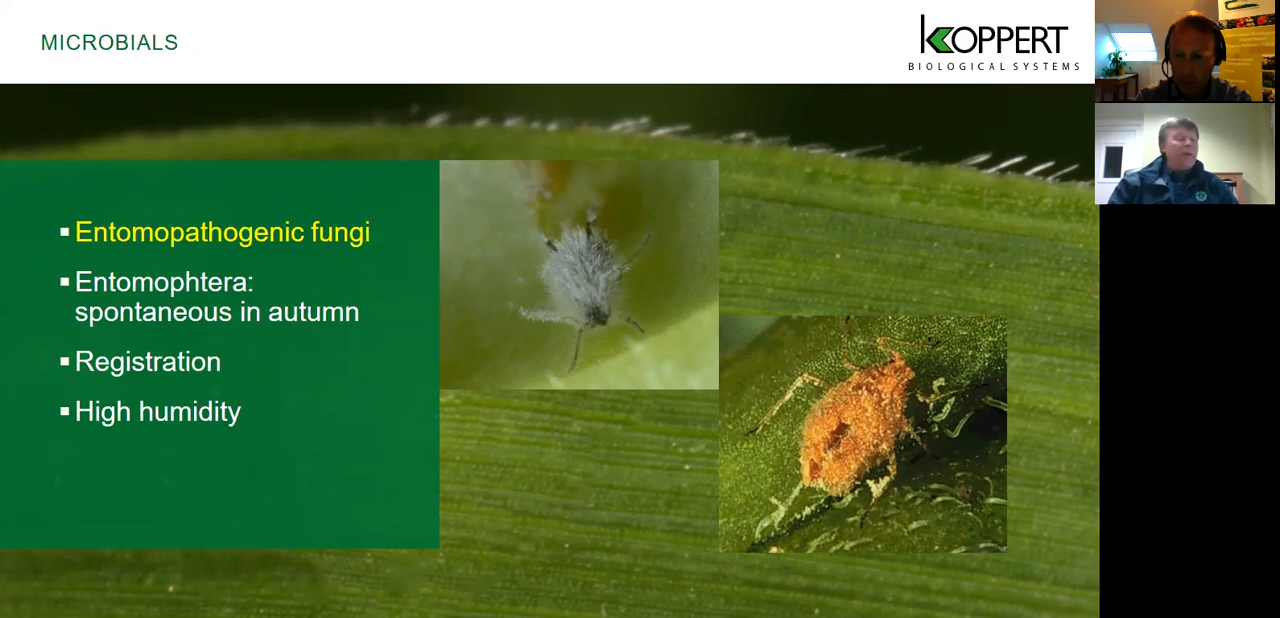 MICROBIALS
KOPPERT
BIOLOGICAL SYSTEMS
Entomopathogenic fungi
Entomophtera:
spontaneous in autumn
Registration
High humidity